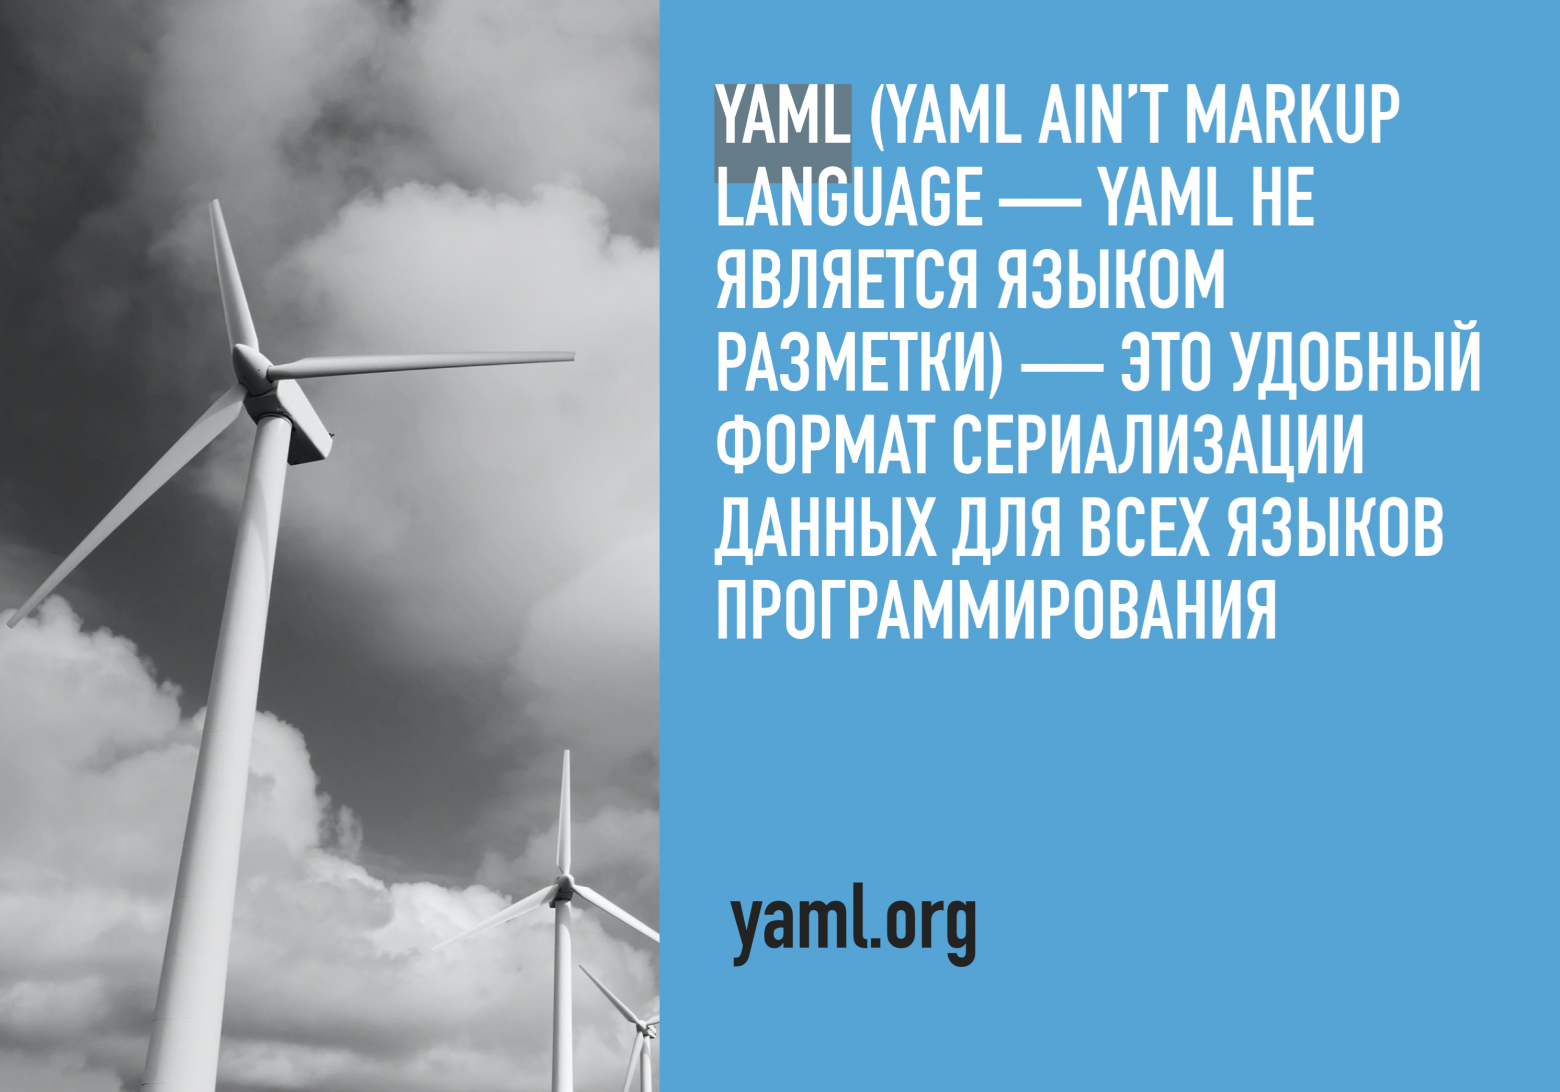 YAML (YAML AIN’T MARKUP
LANGUAGE — YAML НЕ
ЯВЛЯЕТСЯ ЯЗЫКОМ
РАЗМЕТКИ) — ЭТО УДОБНЫЙ
ФОРМАТ СЕРИАЛИЗАЦИИ
ДАННЫХ ДЛЯ ВСЕХ ЯЗЫКОВ
ПРОГРАММИРОВАНИЯ
yaml.org